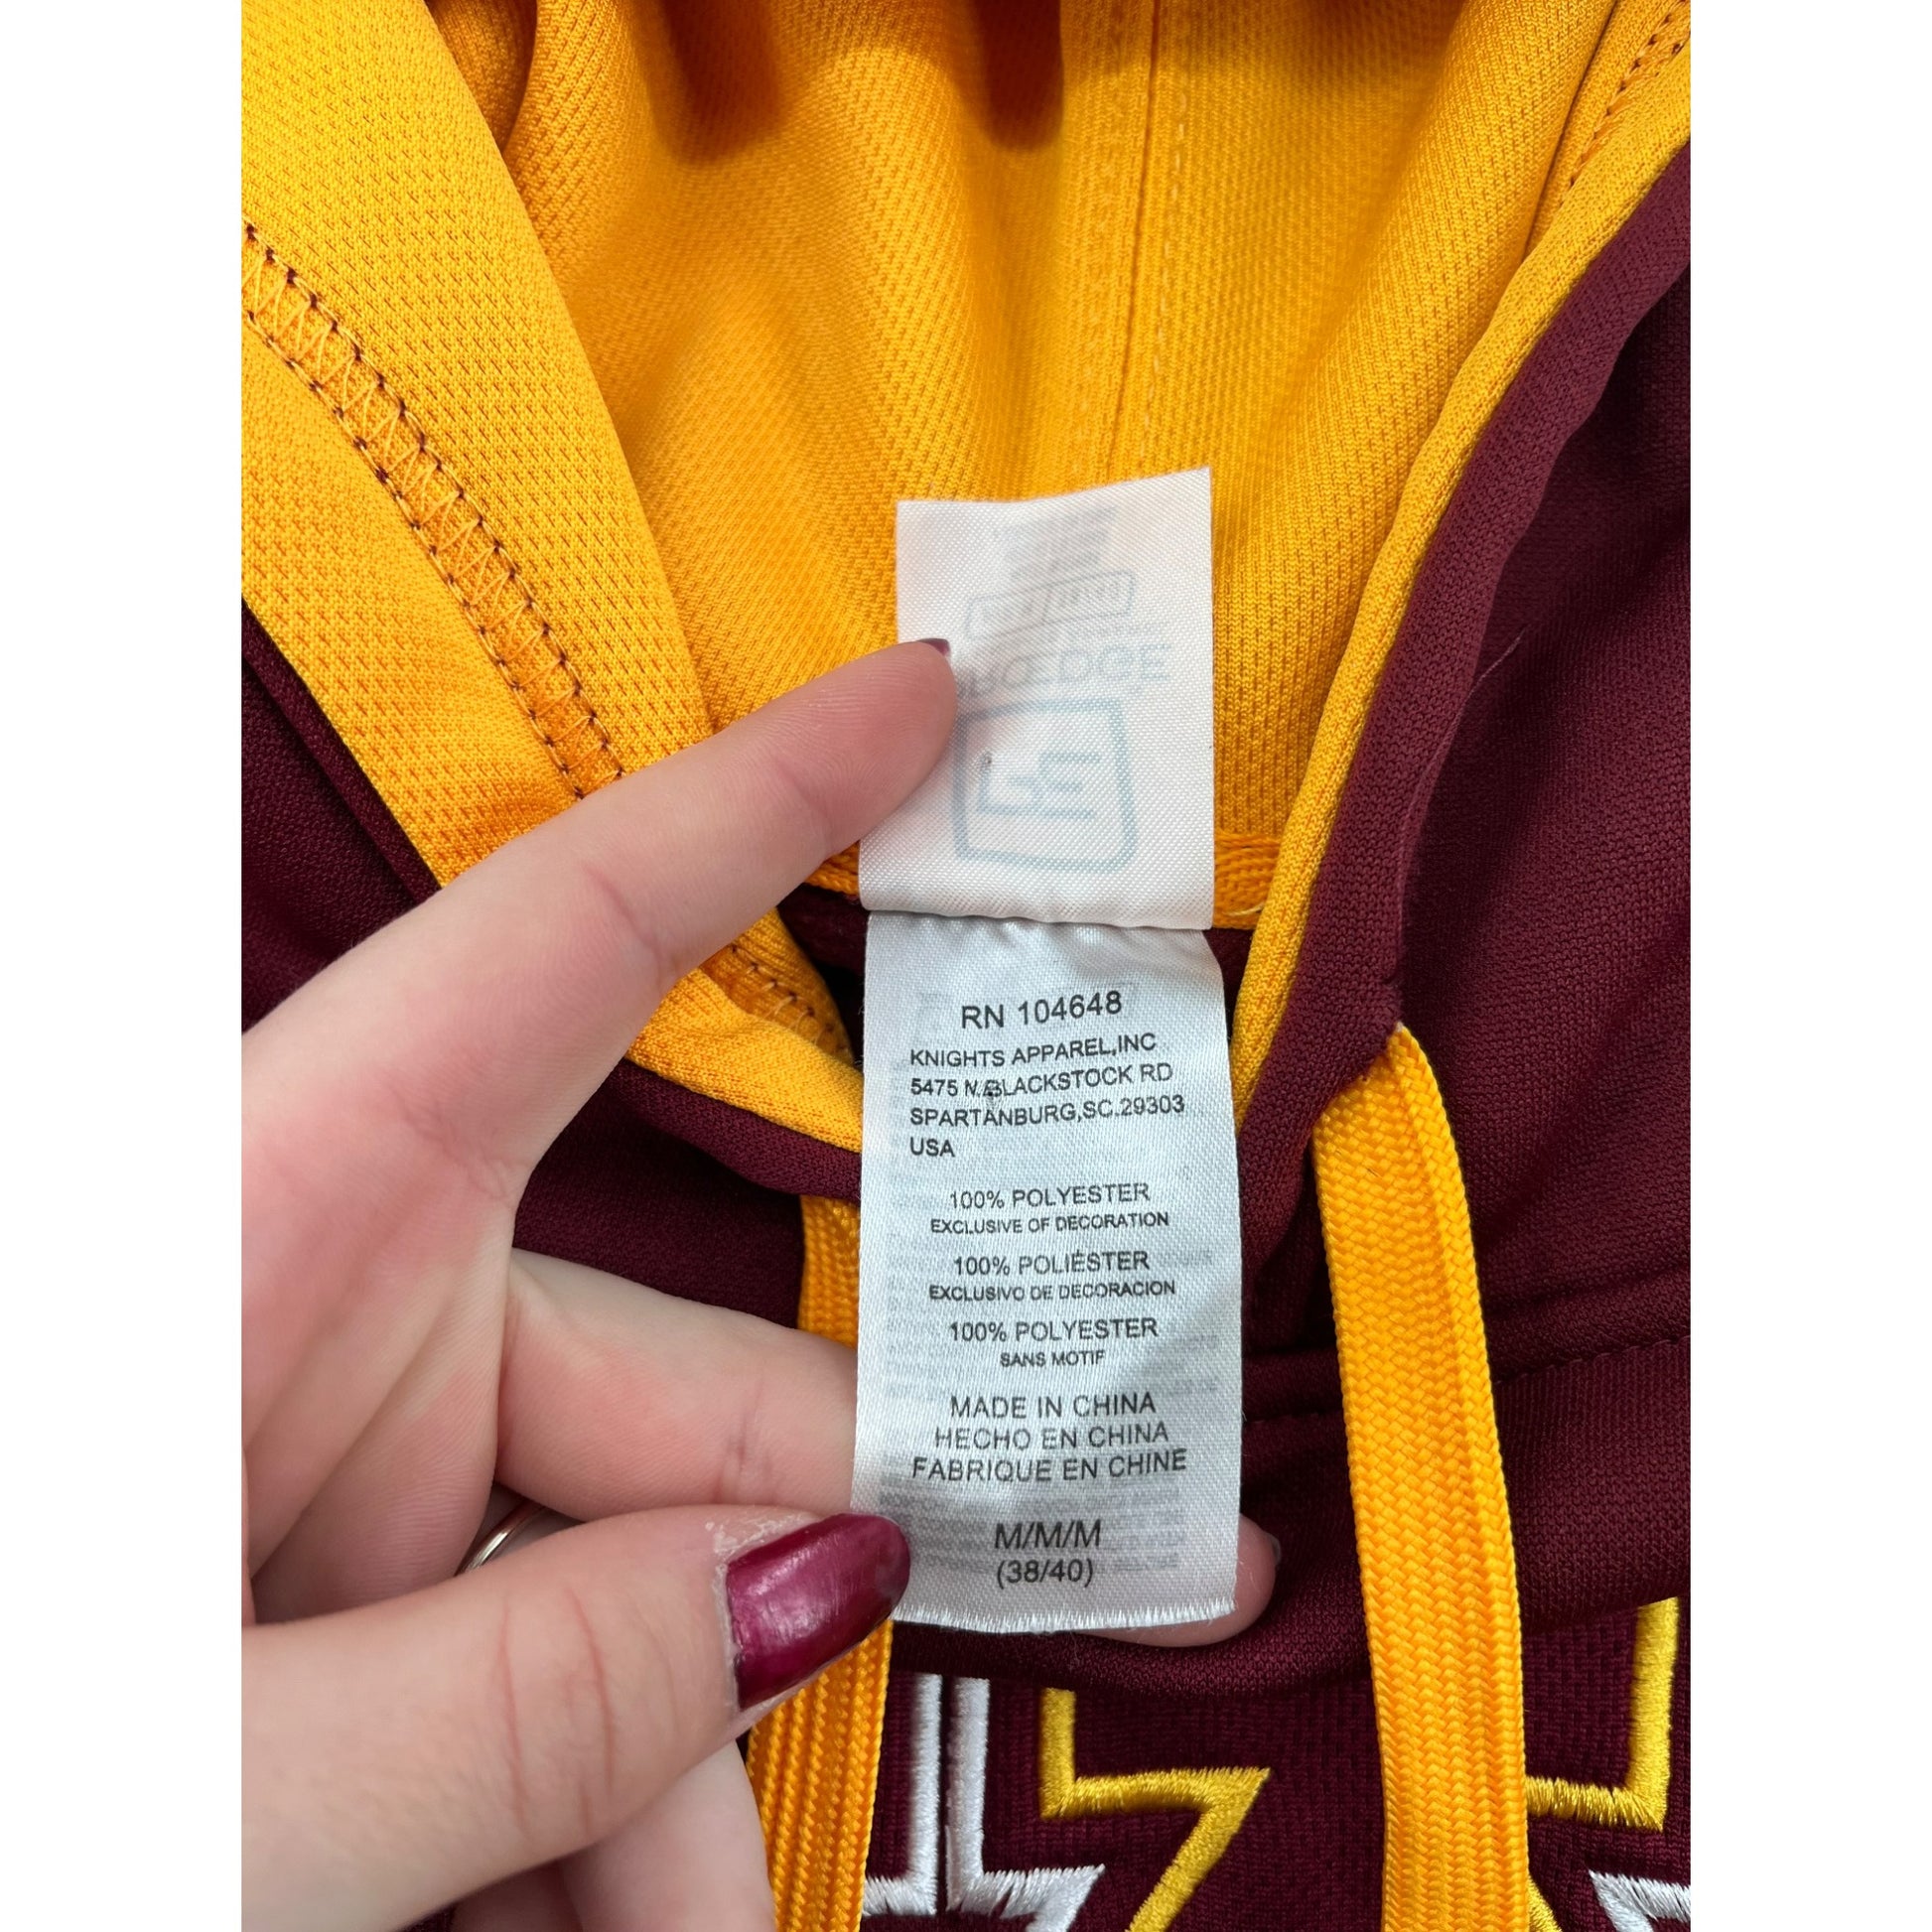 RN 104648
KNIGHTS APPAREL,INC
5475 N.BLACKSTOCK RD
SPARTANBURG,SC.29303
USA
100% POLYESTER
EXCLUSIVE OF DECORATION
100% POLIÉSTER
EXCLUSIVO DE DECORACION
100% POLYESTER
SANS MOTIF
MADE IN CHINA
HECHO EN CHINA
FABRIQUE EN CHINE
M/M/M
(38/40)